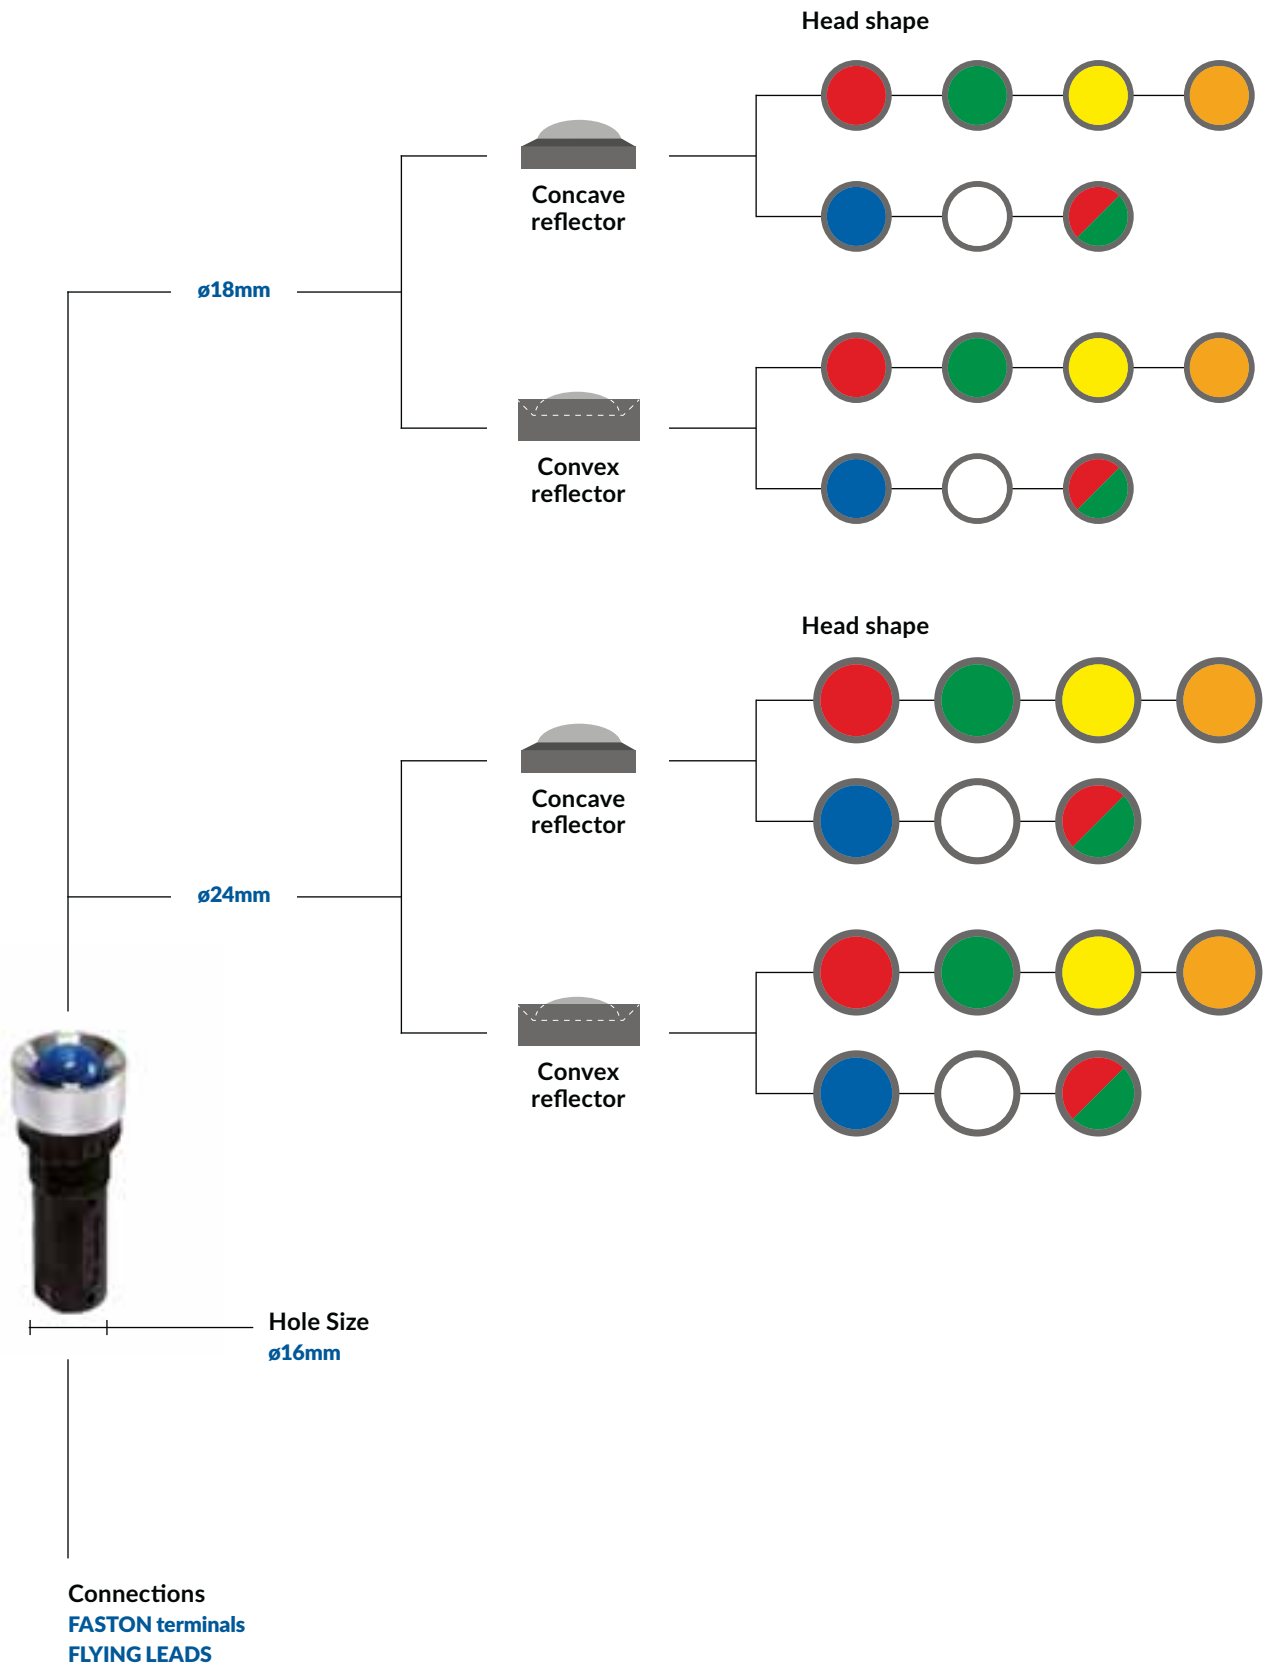 Head shape
Concave
reflector
ø18mm
Convex
reflector
Head shape
Concave
reflector
ø24mm
Convex
reflector
Hole Size
ø16mm
Connections
FASTON terminals
FLYING LEADS